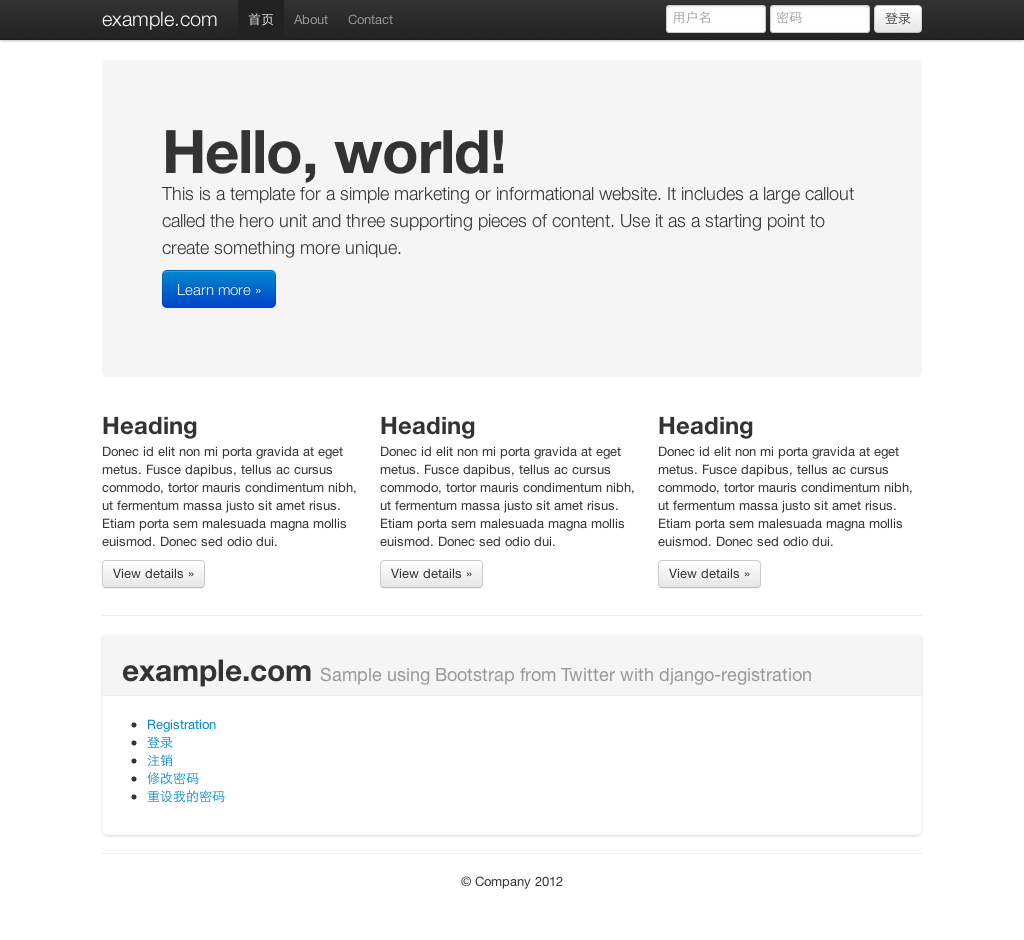 example.com 首页 About Contact 用户名 密码 登录
Hello, world!
This is a template for a simple marketing or informational website. It includes a large callout
called the hero unit and three supporting pieces of content. Use it as a starting point to
create something more unique.
Learn more »
Heading
Donec id elit non mi porta gravida at eget
metus. Fusce dapibus, tellus ac cursus
commodo, tortor mauris condimentum nibh,
ut fermentum massa justo sit amet risus.
Etiam porta sem malesuada magna mollis
euismod. Donec sed odio dui.
View details »
Heading
Donec id elit non mi porta gravida at eget
metus. Fusce dapibus, tellus ac cursus
commodo, tortor mauris condimentum nibh,
ut fermentum massa justo sit amet risus.
Etiam porta sem malesuada magna mollis
euismod. Donec sed odio dui.
View details »
Heading
Donec id elit non mi porta gravida at eget
metus. Fusce dapibus, tellus ac cursus
commodo, tortor mauris condimentum nibh,
ut fermentum massa justo sit amet risus.
Etiam porta sem malesuada magna mollis
euismod. Donec sed odio dui.
View details »
example.com Sample using Bootstrap from Twitter with django-registration
Registration
登录
注销
修改密码
重设我的密码
© Company 2012